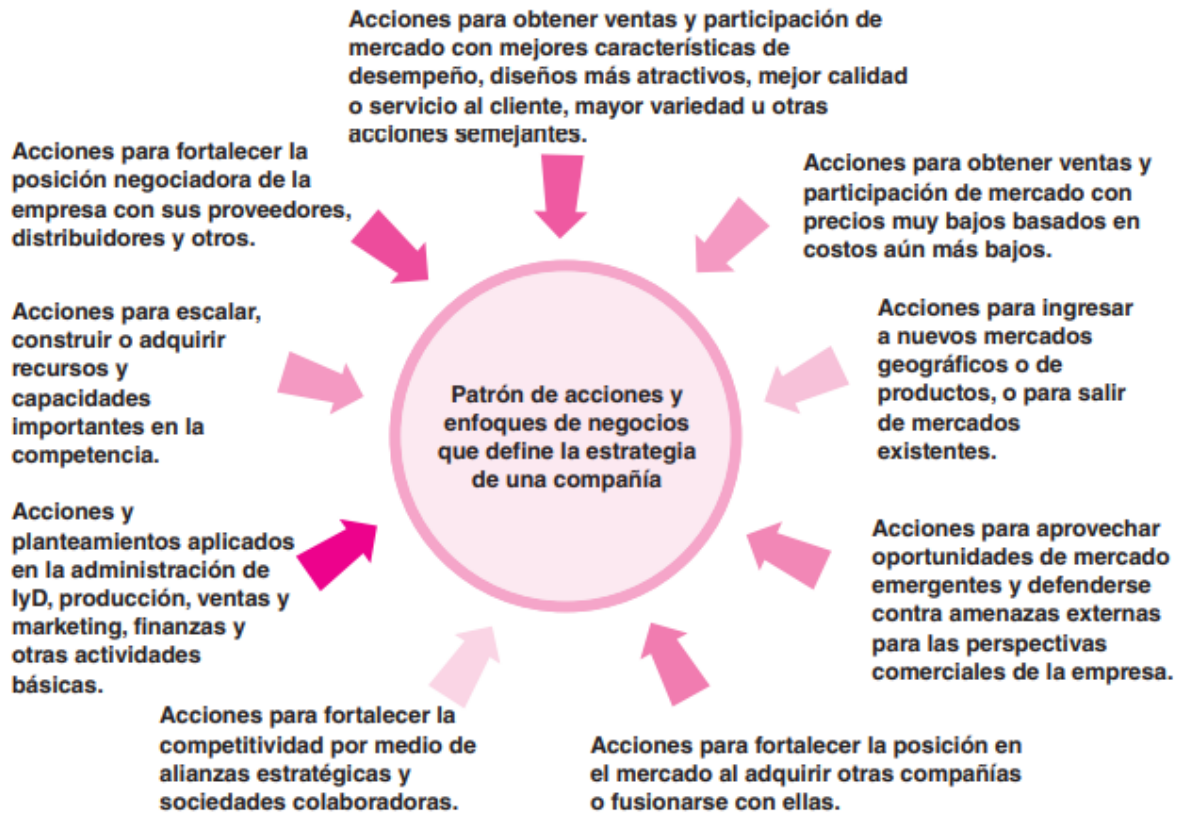 Acciones para obtener ventas y participación de
mercado con mejores características de
desempeño, diseños más atractivos, mejor calidad
o servicio al cliente, mayor variedad u otras
acciones semejantes.
Acciones para fortalecer la
posición negociadora de la
empresa con sus proveedores,
distribuidores y otros.
Acciones para obtener ventas y
participación de mercado con
precios muy bajos basados en
costos aún más bajos.
Acciones para escalar,
construir o adquirir
recursos y
capacidades
importantes en la
competencia.
Patrón de acciones y
enfoques de negocios
que define la estrategia
de una compañía
Acciones para ingresar
a nuevos mercados
geográficos o de
productos, o para salir
de mercados
existentes.
Acciones y
planteamientos aplicados
en la administración de
IyD, producción, ventas y
marketing, finanzas y
otras actividades
básicas.
Acciones para aprovechar
oportunidades de mercado
emergentes y defenderse
contra amenazas externas
para las perspectivas
comerciales de la empresa.
Acciones para fortalecer la
competitividad por medio de
alianzas estratégicas y
sociedades colaboradoras.
Acciones para fortalecer la posición en
el mercado al adquirir otras compañías
o fusionarse con ellas.